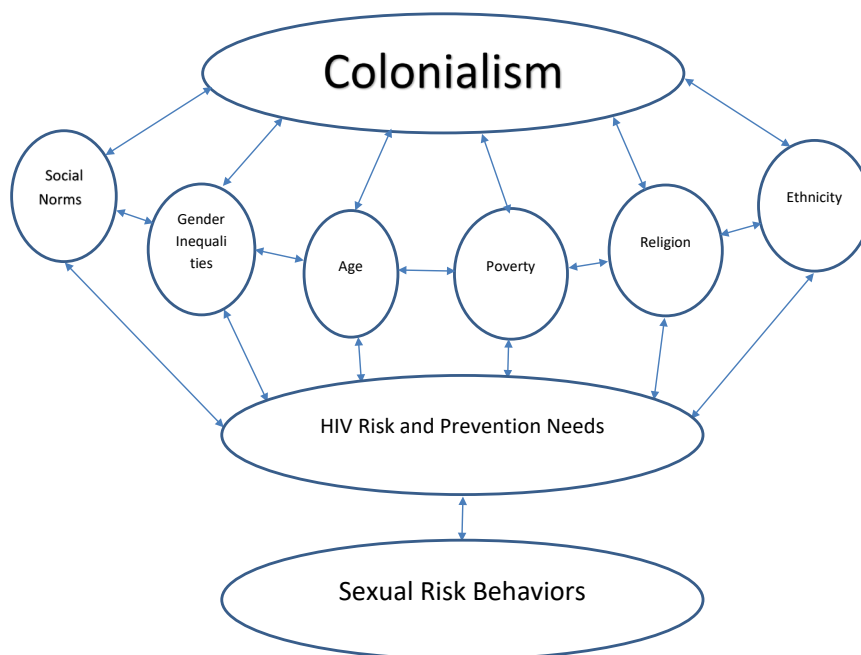 Colonialism
Social
Norms
Gender
Inequali
ties
Age
Poverty
Religion
Ethnicity
HIV Risk and Prevention Needs
Sexual Risk Behaviors